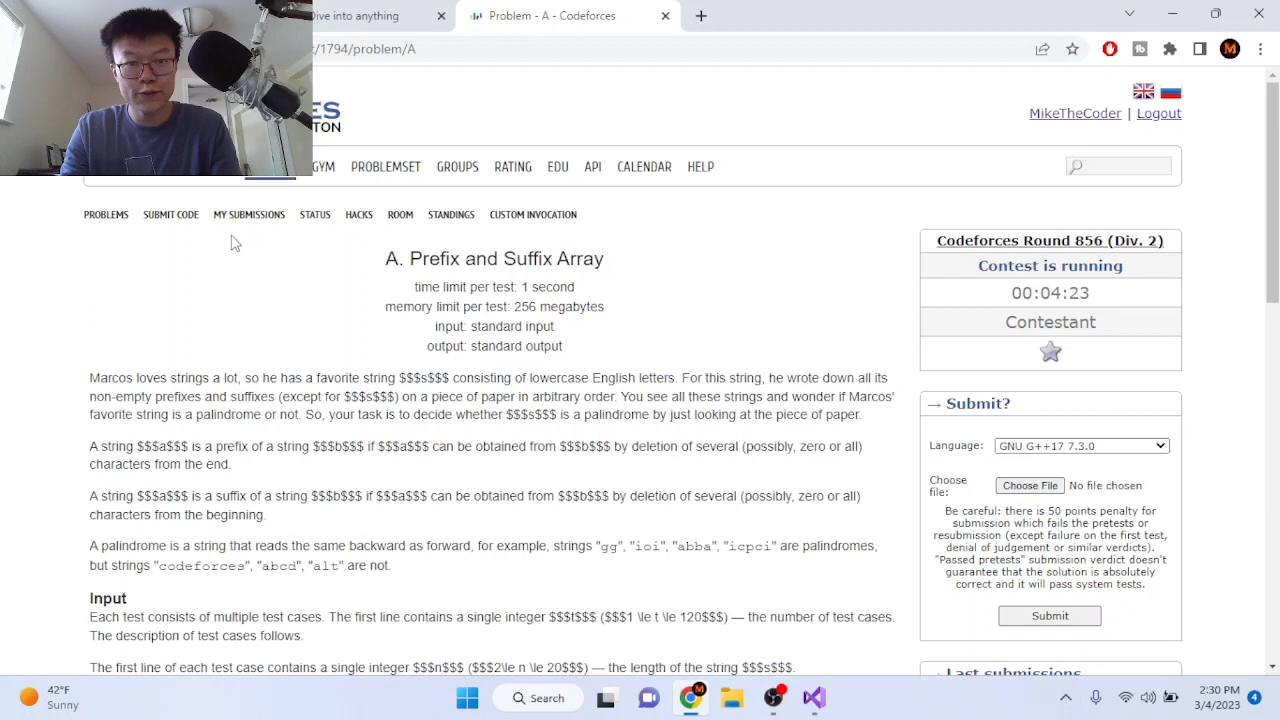 Dive into anything
Problem - A - Codeforces
/1794/problem/A
M
ES
TON
MikeTheCoder | Logout
GYM PROBLEMSET GROUPS RATING EDU API CALENDAR HELP
PROBLEMS SUBMIT CODE MY SUBMISSIONS STATUS HACKS ROOM STANDINGS CUSTOM INVOCATION
A. Prefix and Suffix Array
time limit per test: 1 second
memory limit per test: 256 megabytes
input: standard input
output: standard output
Marcos loves strings a lot, so he has a favorite string $$$s$$$ consisting of lowercase English letters. For this string, he wrote down all its
non-empty prefixes and suffixes (except for $$$s$$$) on a piece of paper in arbitrary order. You see all these strings and wonder if Marcos'
favorite string is a palindrome or not. So, your task is to decide whether $$$s$$$ is a palindrome by just looking at the piece of paper.
A string $$$a$$$ is a prefix of a string $$$b$$$ if $$$a$$$ can be obtained from $$$b$$$ by deletion of several (possibly, zero or all)
characters from the end.
A string $$$a$$$ is a suffix of a string $$$b$$$ if $$$a$$$ can be obtained from $$$b$$$ by deletion of several (possibly, zero or all)
characters from the beginning.
A palindrome is a string that reads the same backward as forward, for example, strings "gg", "ioi", "abba", "icpci" are palindromes,
but strings "codeforces", "abcd", "alt" are not.
Input
Each test consists of multiple test cases. The first line contains a single integer $$$t$$$ ($$$1 \le t \le 120$$$) — the number of test cases.
The description of test cases follows.
The first line of each test case contains a single integer $$$n$$$ ($$$2\le n \le 20$$$) — the length of the string $$$s$$$.
Codeforces Round 856 (Div. 2)
Contest is running
00:04:23
Contestant
→ Submit?
Language: GNU G++17 7.3.0
Choose
file: Choose File No file chosen
Be careful: there is 50 points penalty for
submission which fails the pretests or
resubmission (except failure on the first test,
denial of judgement or similar verdicts).
"Passed pretests" submission verdict doesn't
guarantee that the solution is absolutely
correct and it will pass system tests.
Submit
→ Last submissions
42°F
Sunny
Search
M
2:30 PM
3/4/2023
4